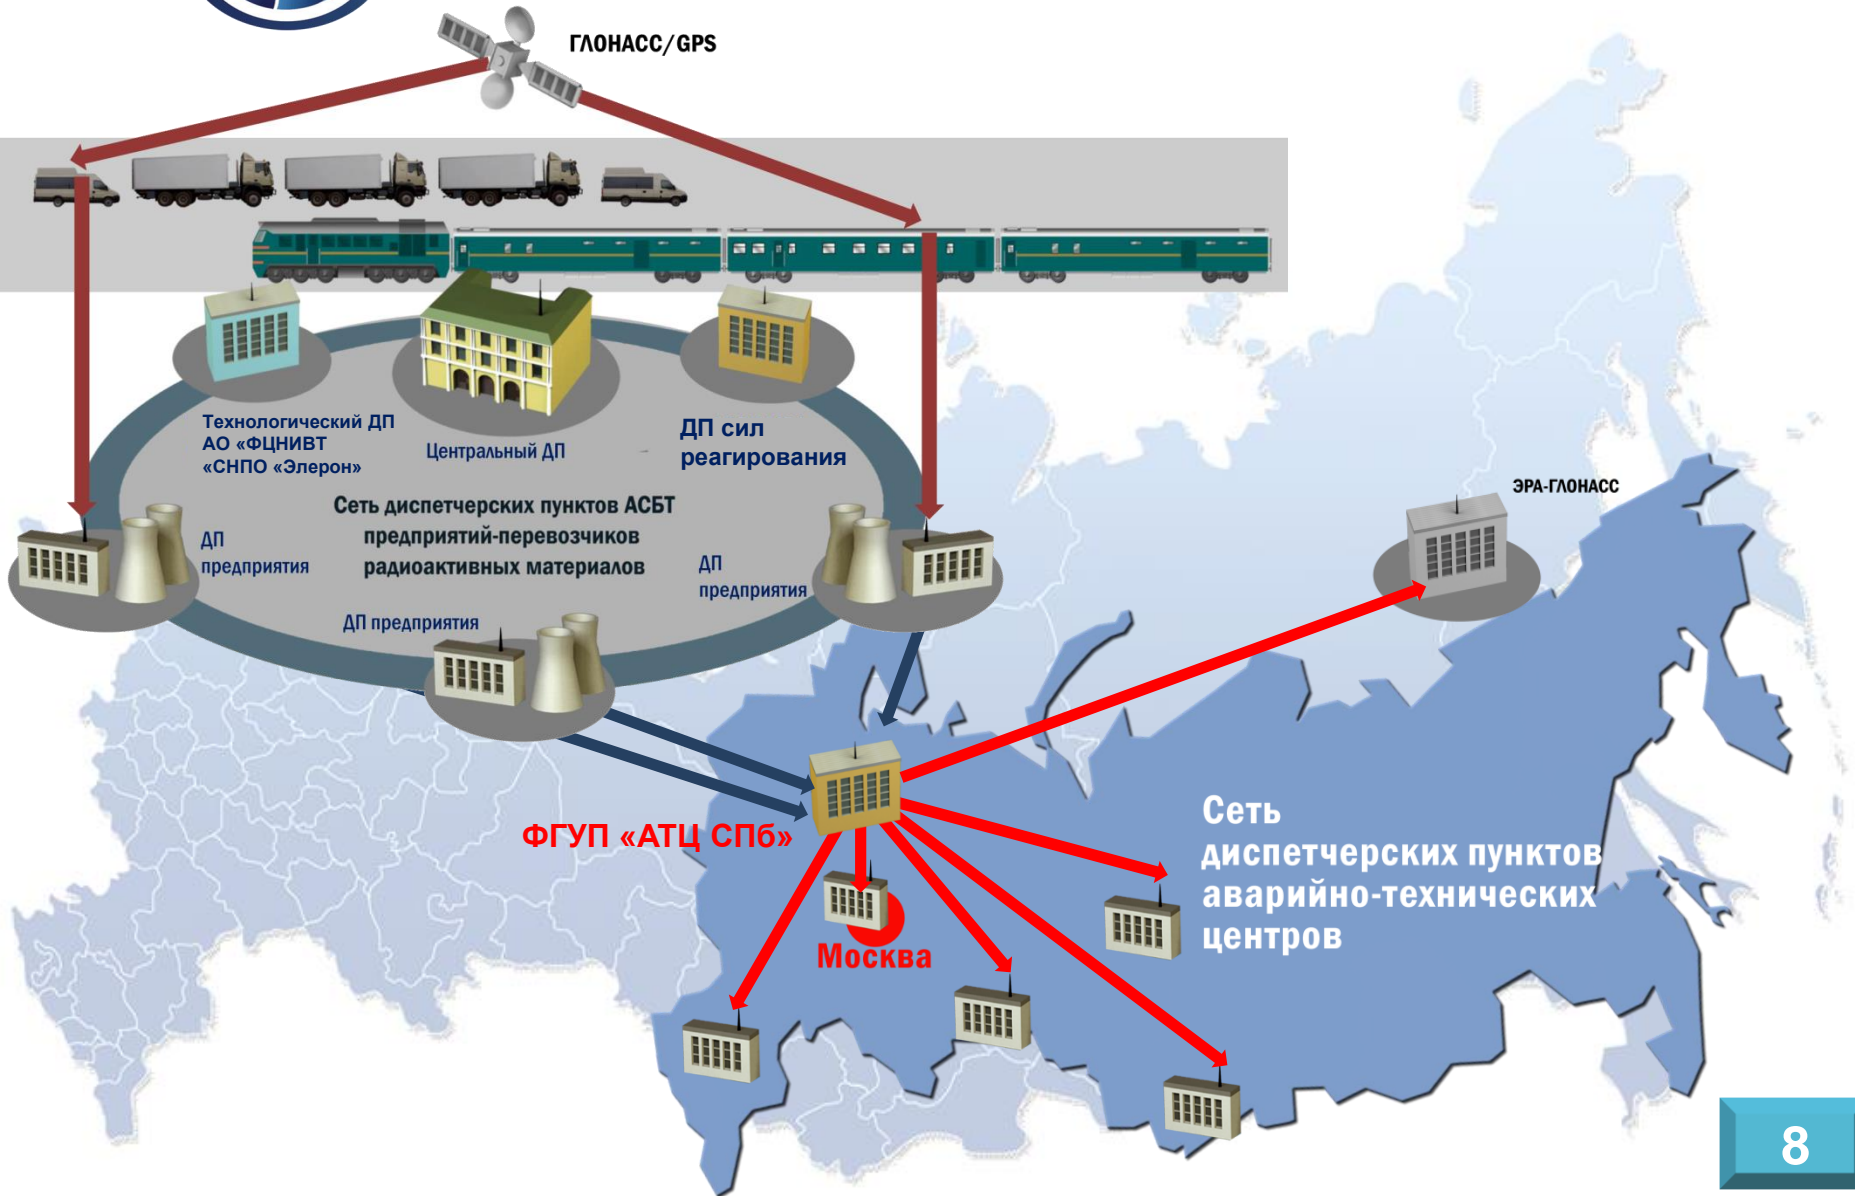 ГЛОНАСС/GPS
Технологический ДП
АО «ФЦНИВТ
«СНПО «Элерон»
Центральный ДП
ДП сил
реагирования
Сеть диспетчерских пунктов АСБТ
предприятий-перевозчиков
радиоактивных материалов
ДП
предприятия
ДП
предприятия
ДП предприятия
ЭРА-ГЛОНАСС
ФГУП «АТЦ СПб»
Москва
Сеть
диспетчерских пунктов
аварийно-технических
центров
8